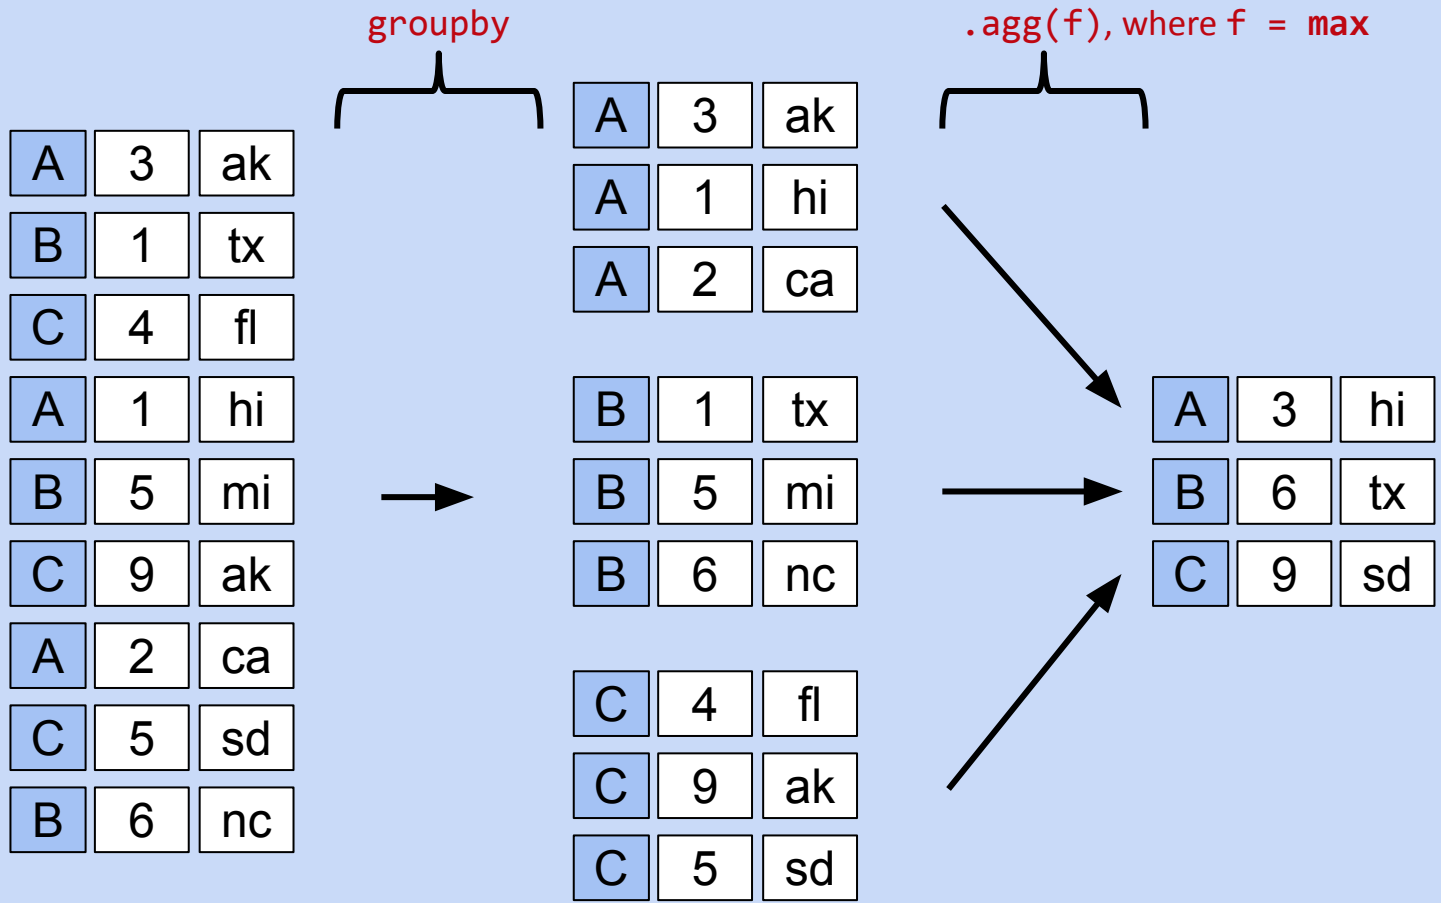 groupby
.agg(f), where f = max
A 3 ak
B 1 tx
C 4 fl
A 1 hi
B 5 mi
C 9 ak
A 2 ca
C 5 sd
B 6 nc
A 3 ak
A 1 hi
A 2 ca
B 1 tx
B 5 mi
B 6 nc
C 4 fl
C 9 ak
C 5 sd
A 3 hi
B 6 tx
C 9 sd